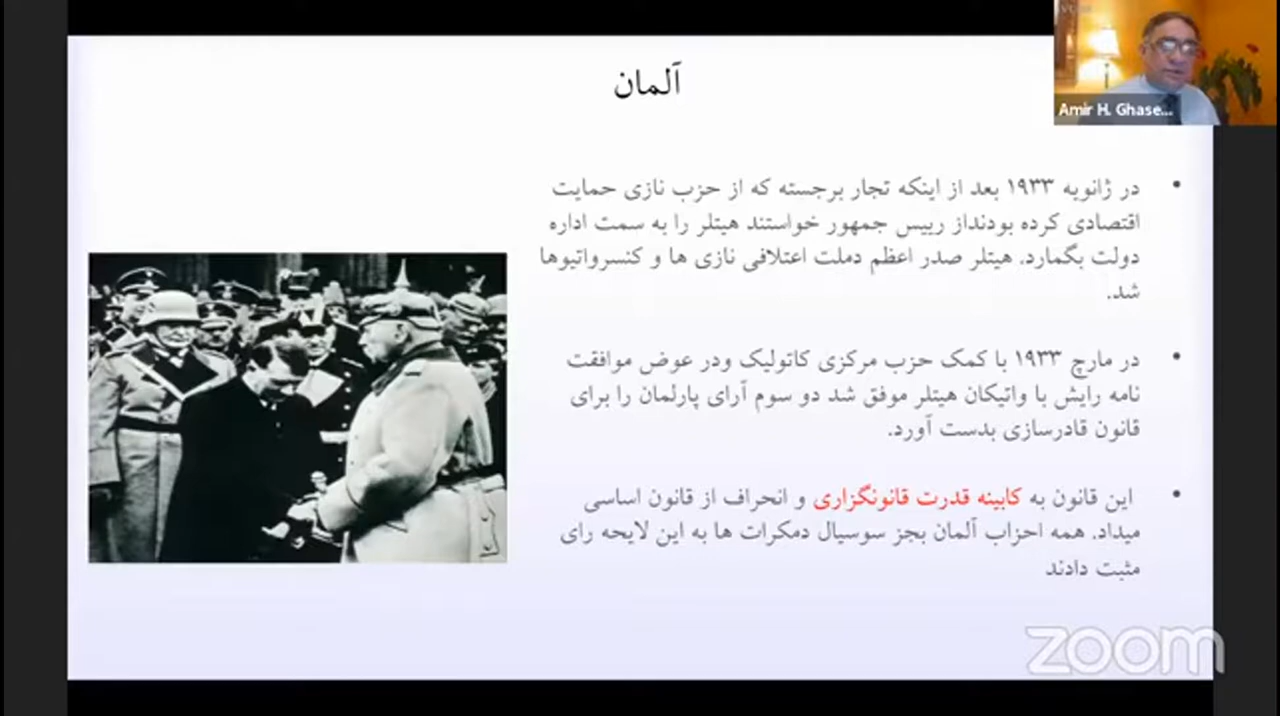 آلمان
Amir H. Ghase...
• در ژانویه ۱۹۳۳ بعد از اینکه تجار برجسته که از حزب نازی حمایت
اقتصادی کرده بودنداز رییس جمهور خواستند هیتلر را به سمت اداره
دولت بگمارد. هیتلر صدر اعظم دملت اعتلافی نازی ها و کنسرواتیوها
شد.
• در مارچ ۱۹۳۳ با کمک حزب مرکزی کاتولیک ودر عوض موافقت
نامه رایش با واتیکان هیتلر موفق شد دو سوم آرای پارلمان را برای
قانون قادرسازی بدست آورد.
• این قانون به کابینه قدرت قانونگزاری و انحراف از قانون اساسی
میداد. همه احزاب آلمان بجز سوسیال دمکرات ها به این لایحه رای
مثبت دادند
zoom